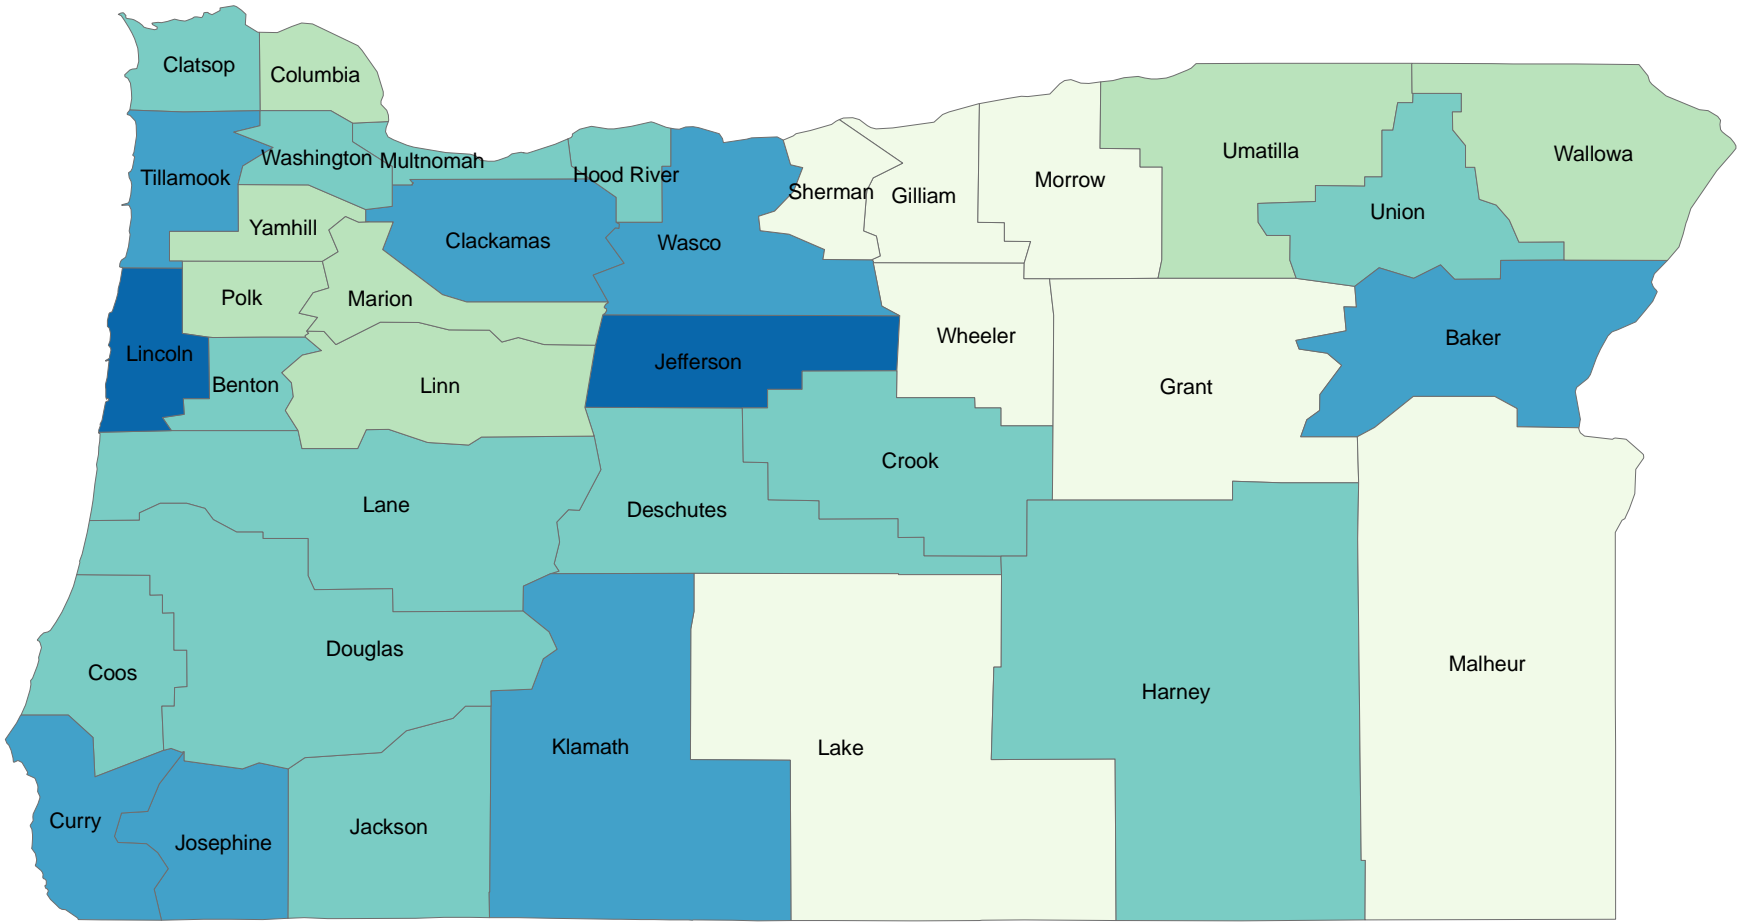 Clatsop
Columbia
Washington
Multnomah
Hood River
Tillamook
Sherman
Gilliam
Morrow
Umatilla
Wallowa
Union
Yamhill
Clackamas
Wasco
Polk
Marion
Lincoln
Benton
Linn
Jefferson
Wheeler
Grant
Baker
Lane
Deschutes
Crook
Coos
Douglas
Harney
Malheur
Klamath
Lake
Curry
Josephine
Jackson